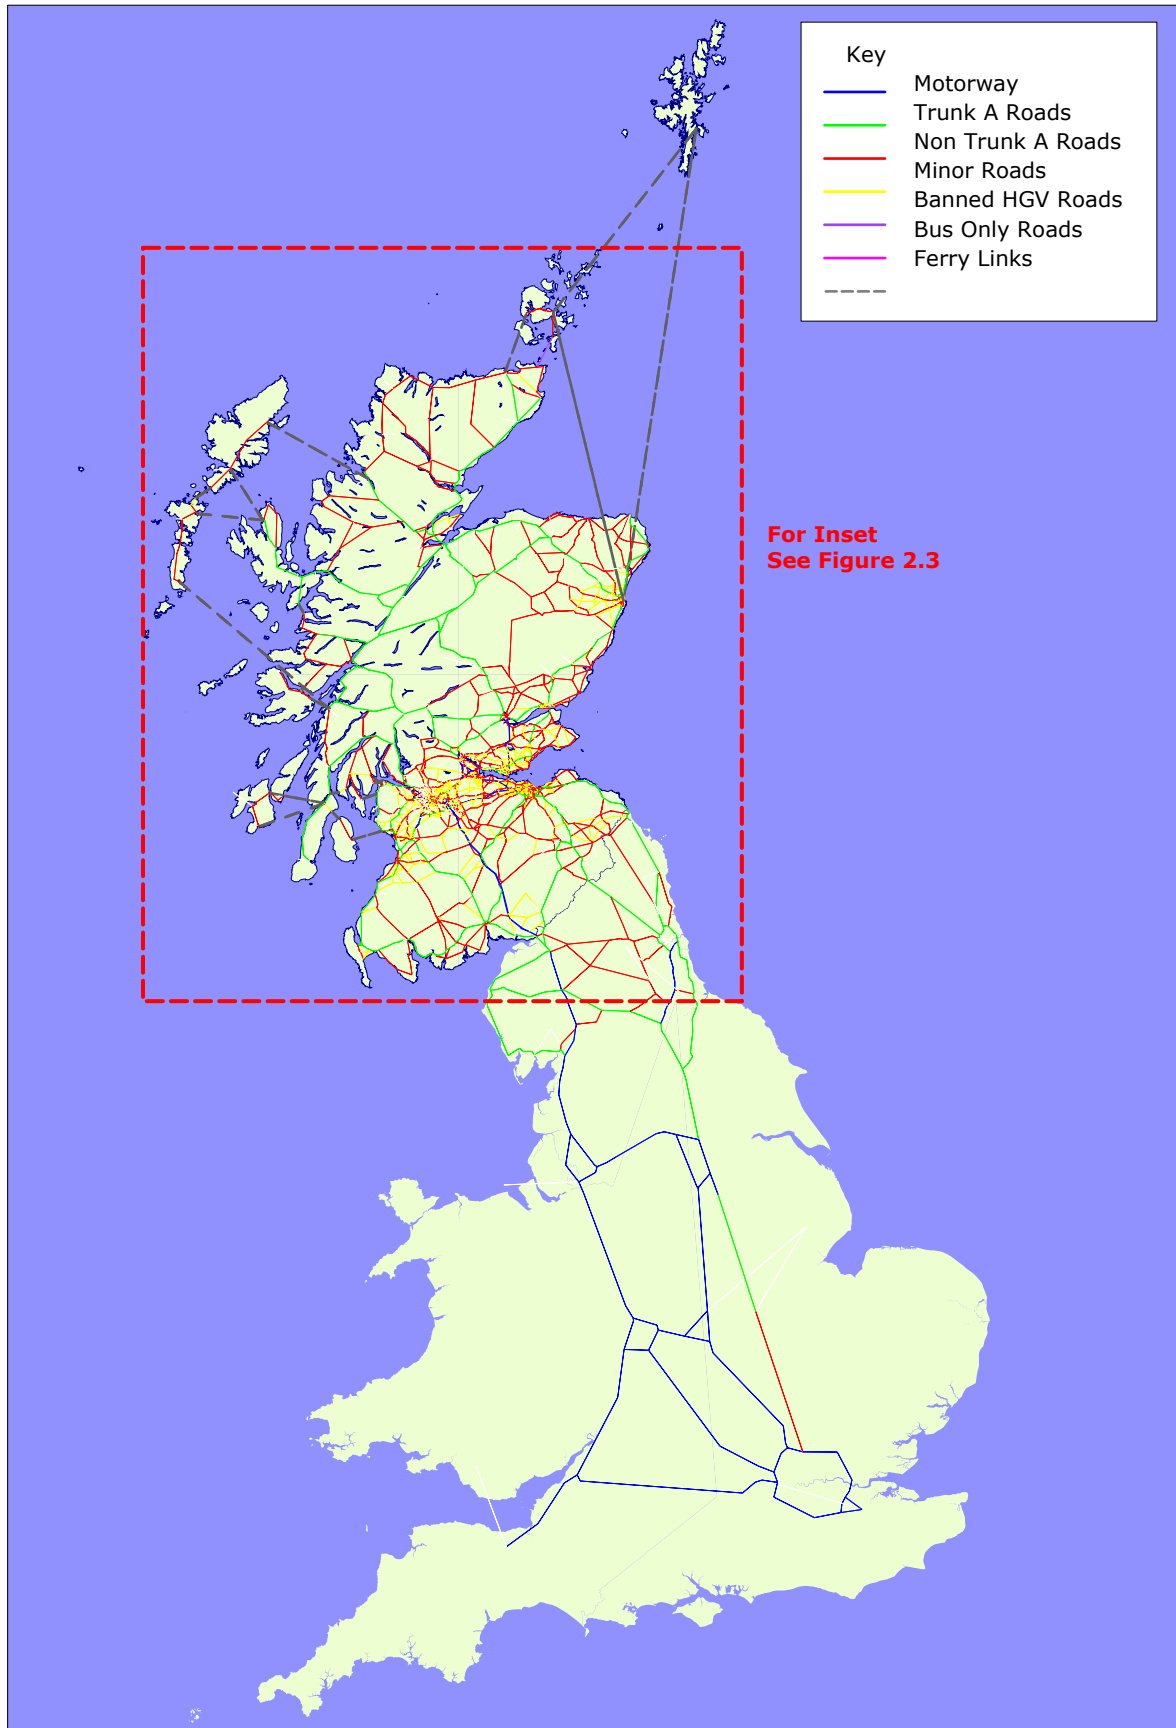 Key
Motorway
Trunk A Roads
Non Trunk A Roads
Minor Roads
Banned HGV Roads
Bus Only Roads
Ferry Links
For Inset
See Figure 2.3